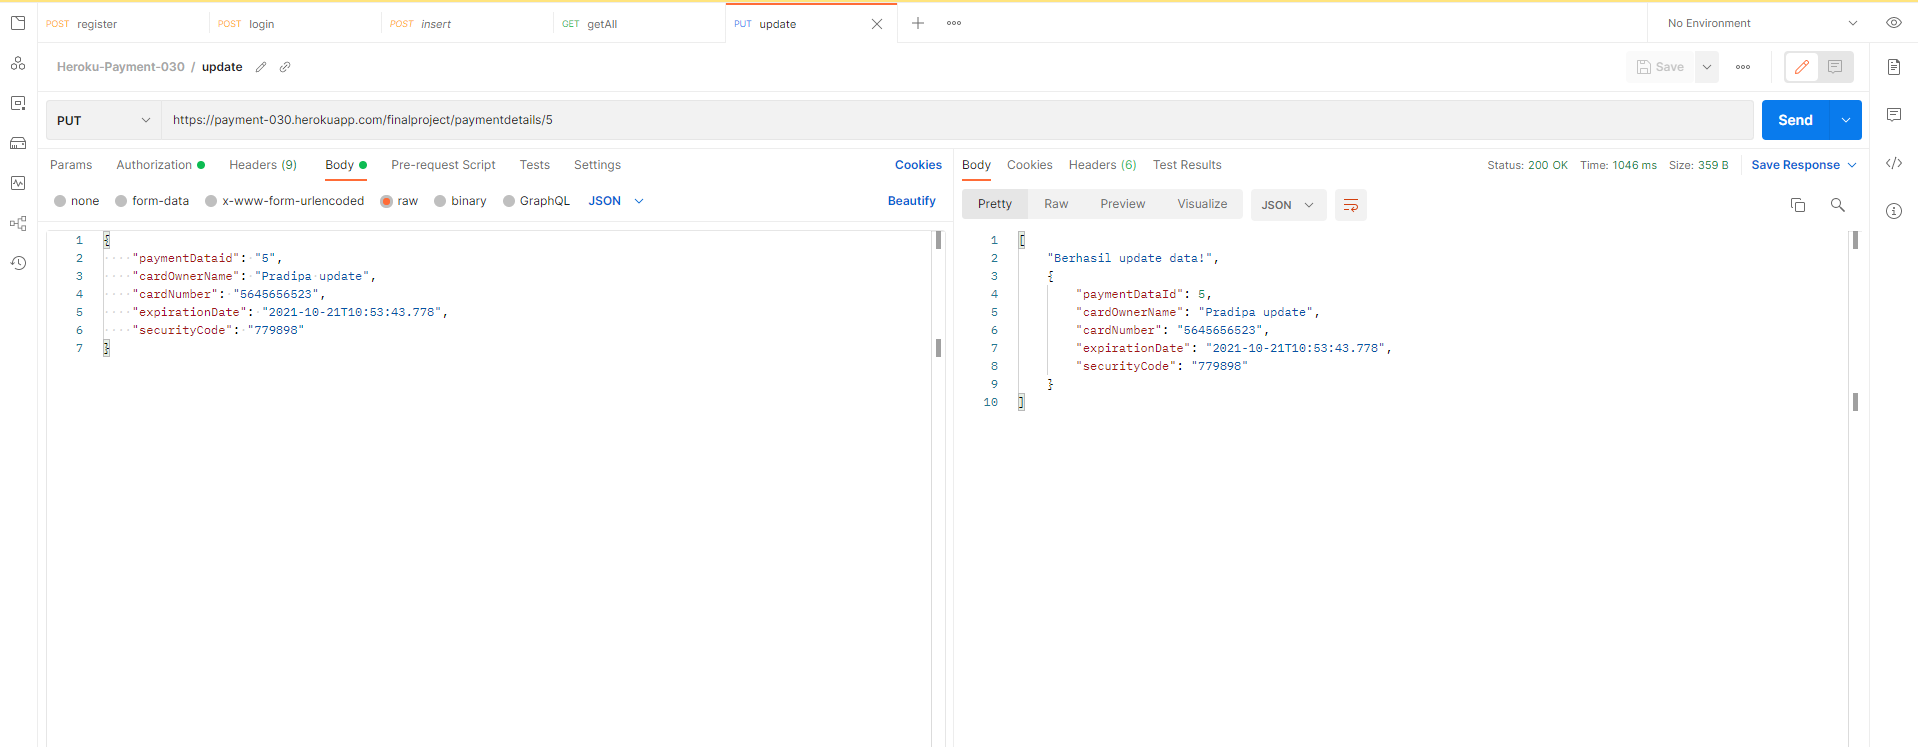 POST register
POST login
POST insert
GET getAll
PUT update
No Environment
Heroku-Payment-030 / update
Save
PUT
https://payment-030.herokuapp.com/finalproject/paymentdetails/5
Send
Params Authorization Headers (9) Body Pre-request Script Tests Settings Cookies
none form-data x-www-form-urlencoded raw binary GraphQL JSON Beautify
1 {
2 "paymentDataid": "5",
3 "cardOwnerName": "Pradipa update",
4 "cardNumber": "5645656523",
5 "expirationDate": "2021-10-21T10:53:43.778",
6 "securityCode": "779898"
7 }
Body Cookies Headers (6) Test Results Status: 200 OK Time: 1046 ms Size: 359 B Save Response
Pretty Raw Preview Visualize JSON
1 [
2 "Berhasil update data!",
3 {
4 "paymentDataId": 5,
5 "cardOwnerName": "Pradipa update",
6 "cardNumber": "5645656523",
7 "expirationDate": "2021-10-21T10:53:43.778",
8 "securityCode": "779898"
9 }
10 ]